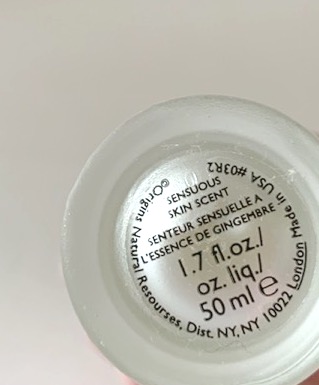 ©Origins Natural Resourses, Dist. NY, NY 10022 London Made in USA #03R2
SENSUOUS
SKIN SCENT
SENTEUR SENSUELLE A
L'ESSENCE DE GINGEMBRE
1.7 fl.oz./
oz. liq./
50 ml e